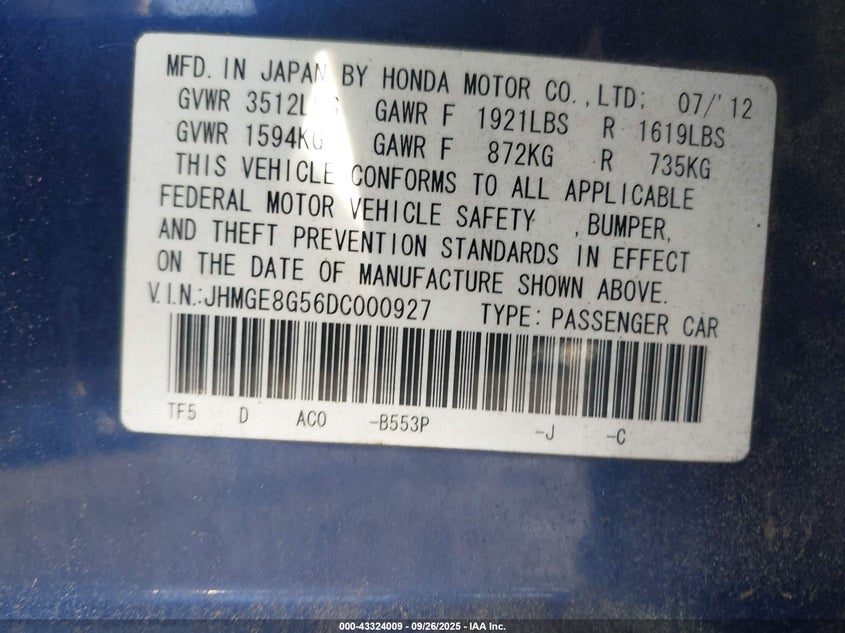 MFD. IN JAPAN BY HONDA MOTOR CO.,LTD; 07/'12
GVWR 3512LBS GAWR F 1921LBS R 1619LBS
GVWR 1594KG GAWR F 872KG R 735KG
THIS VEHICLE CONFORMS TO ALL APPLICABLE
FEDERAL MOTOR VEHICLE SAFETY ,BUMPER,
AND THEFT PREVENTION STANDARDS IN EFFECT
ON THE DATE OF MANUFACTURE SHOWN ABOVE.
V.I.N.:JHMGE8G56DC000927 TYPE: PASSENGER CAR
TF5 D AC0 -B553P -J -C
000-43324009 - 09/26/2025 - IAA Inc.